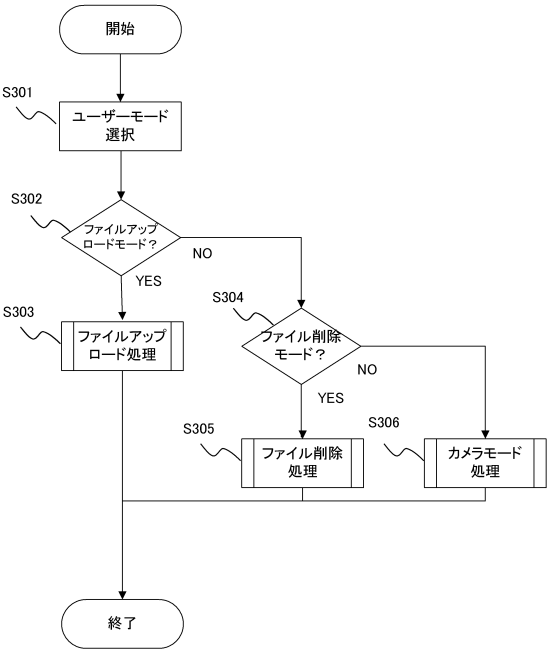 開始
S301
ユーザーモード
選択
S302
ファイルアップ
ロードモード？
NO
YES
S303
ファイルアップ
ロード処理
S304
ファイル削除
モード？
NO
YES
S305
ファイル削除
処理
S306
カメラモード
処理
終了